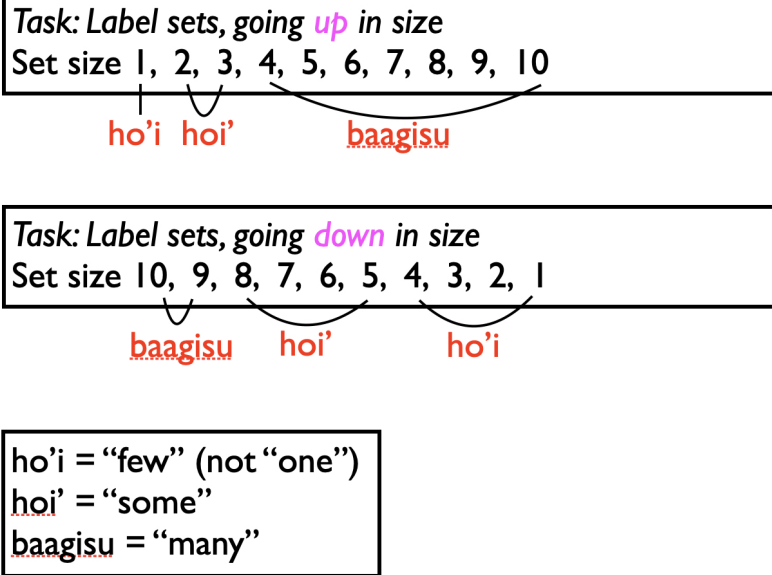 Task: Label sets, going up in size
Set size 1, 2, 3, 4, 5, 6, 7, 8, 9, 10
ho’i hoi’ baagisu
Task: Label sets, going down in size
Set size 10, 9, 8, 7, 6, 5, 4, 3, 2, 1
baagisu hoi’ ho’i
ho’i = “few” (not “one”)
hoi’ = “some”
baagisu = “many”